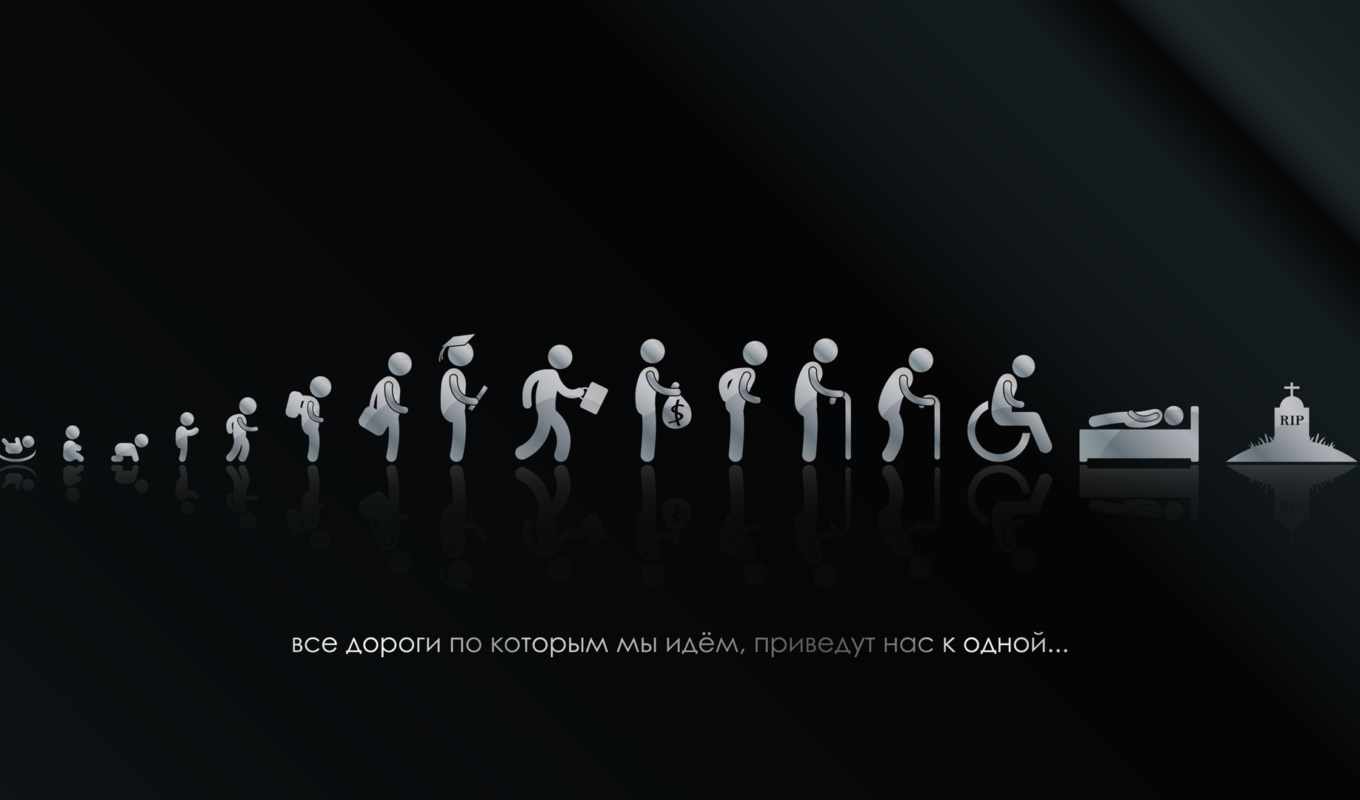 $
RIP
все дороги по которым мы идём, приведут нас к одной...